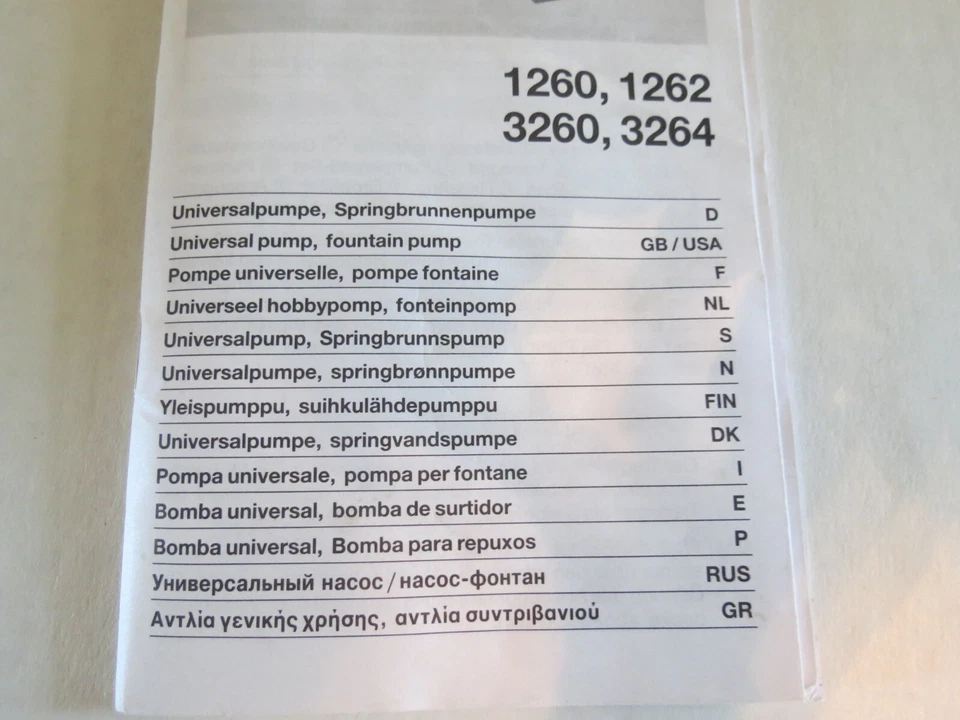 1260, 1262
3260, 3264
Universalpumpe, Springbrunnenpumpe D
Universal pump, fountain pump GB / USA
Pompe universelle, pompe fontaine F
Universeel hobbypomp, fonteinpomp NL
Universalpump, Springbrunnspump S
Universalpumpe, springbrønnpumpe N
Yleispumppu, suihkulähdepumppu FIN
Universalpumpe, springvandspumpe DK
Pompa universale, pompa per fontane I
Bomba universal, bomba de surtidor E
Bomba universal, Bomba para repuxos P
Универсальный насос / насос-фонтан RUS
Αντλία γενικής χρήσης, αντλία συντριβανιού GR